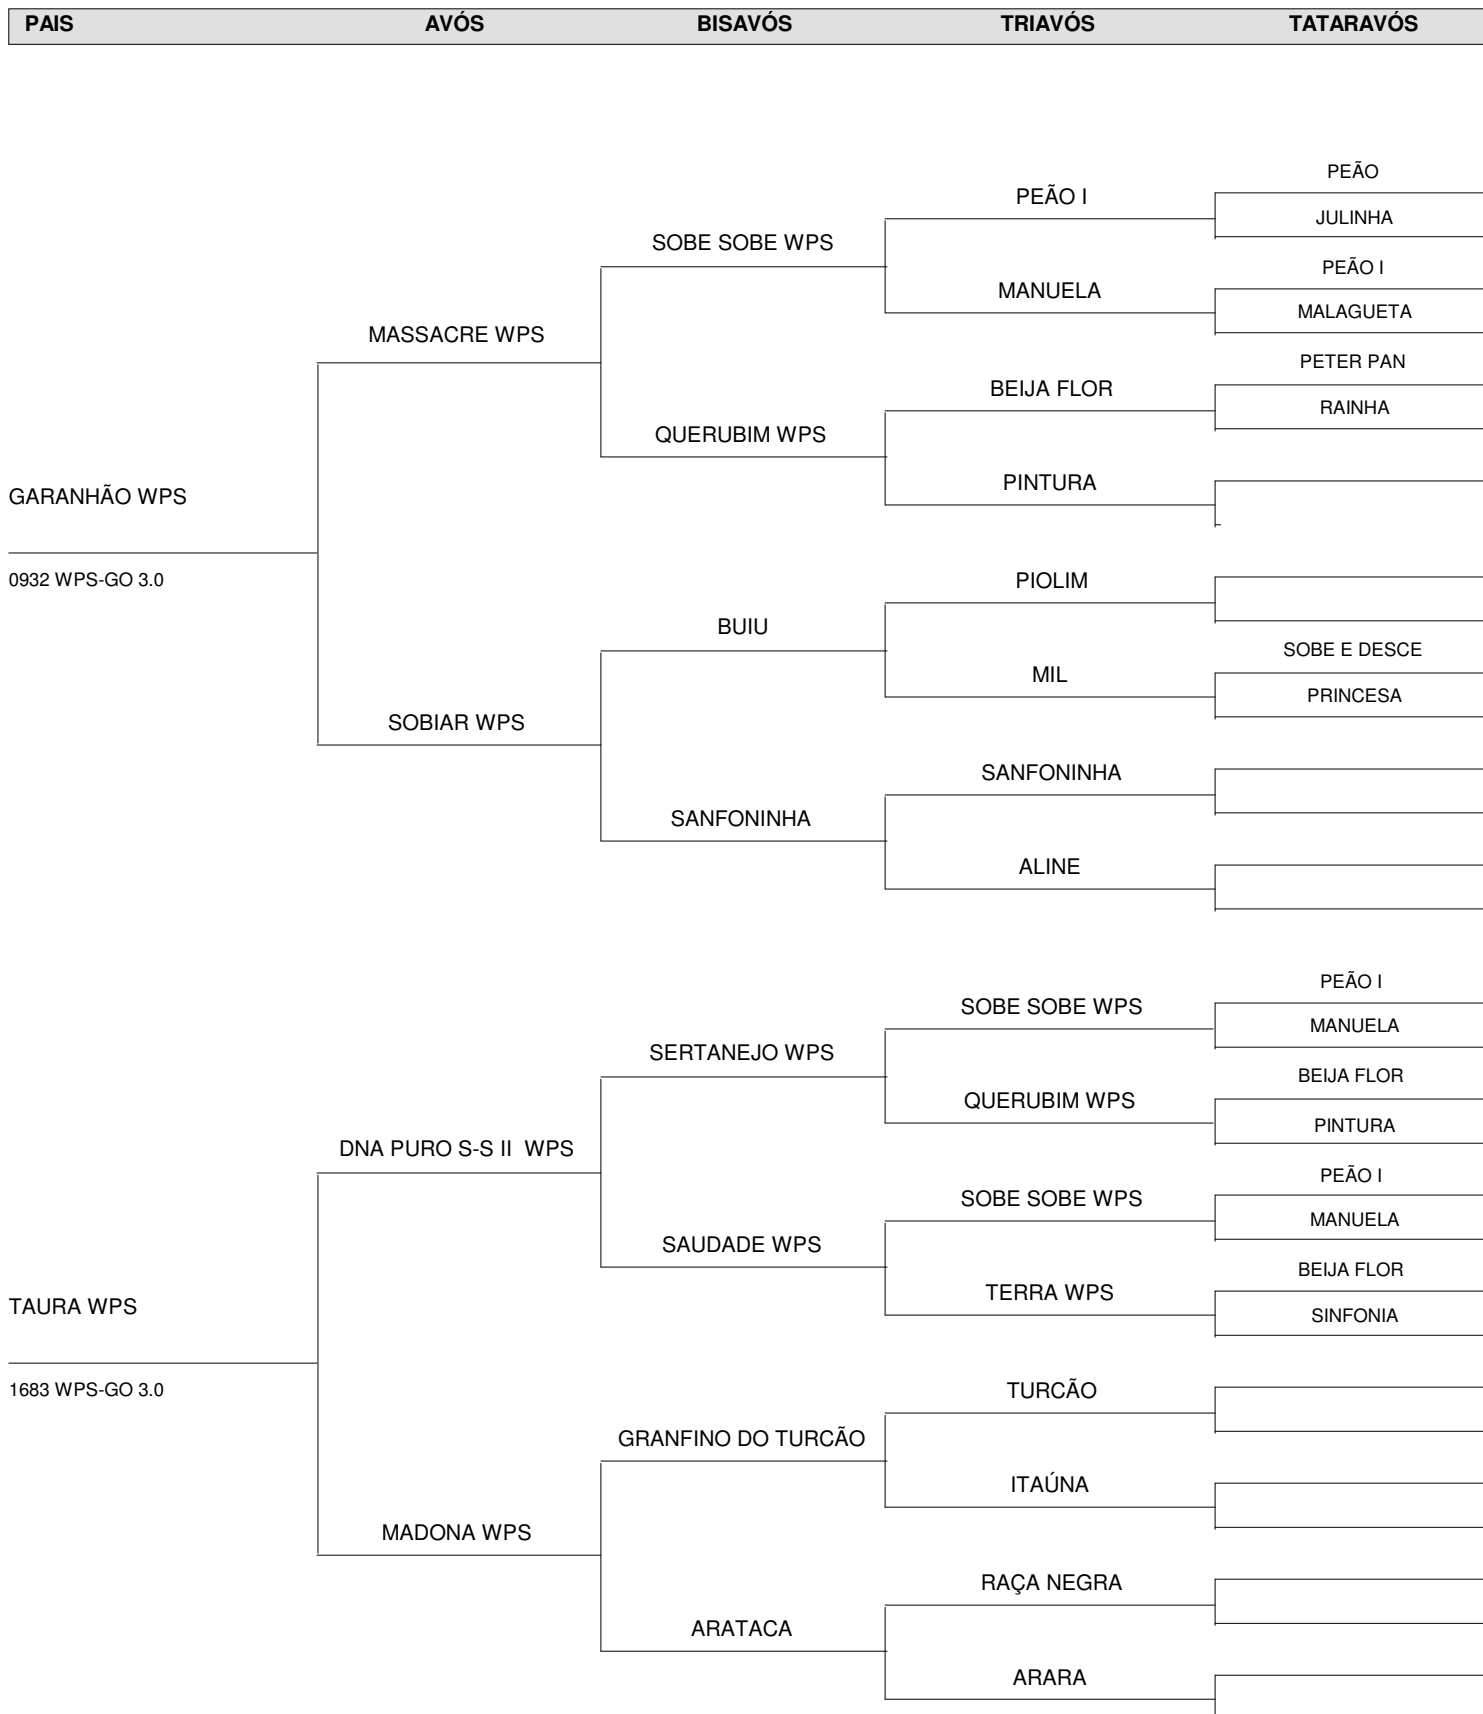 PAIS AVÓS BISAVÓS TRIAVÓS TATARAVÓS
PEÃO
PEÃO I
JULINHA
SOBE SOBE WPS
PEÃO I
MANUELA
MALAGUETA
MASSACRE WPS
PETER PAN
BEIJA FLOR
RAINHA
QUERUBIM WPS
PINTURA
GARANHÃO WPS
0932 WPS-GO 3.0
PIOLIM
BUIU
SOBE E DESCE
MIL
PRINCESA
SOBIAR WPS
SANFONINHA
SANFONINHA
ALINE
PEÃO I
SOBE SOBE WPS
MANUELA
SERTANEJO WPS
BEIJA FLOR
QUERUBIM WPS
PINTURA
DNA PURO S-S II  WPS
PEÃO I
SOBE SOBE WPS
MANUELA
SAUDADE WPS
BEIJA FLOR
TERRA WPS
SINFONIA
TAURA WPS
1683 WPS-GO 3.0
TURCÃO
GRANFINO DO TURCÃO
ITAÚNA
MADONA WPS
RAÇA NEGRA
ARATACA
ARARA